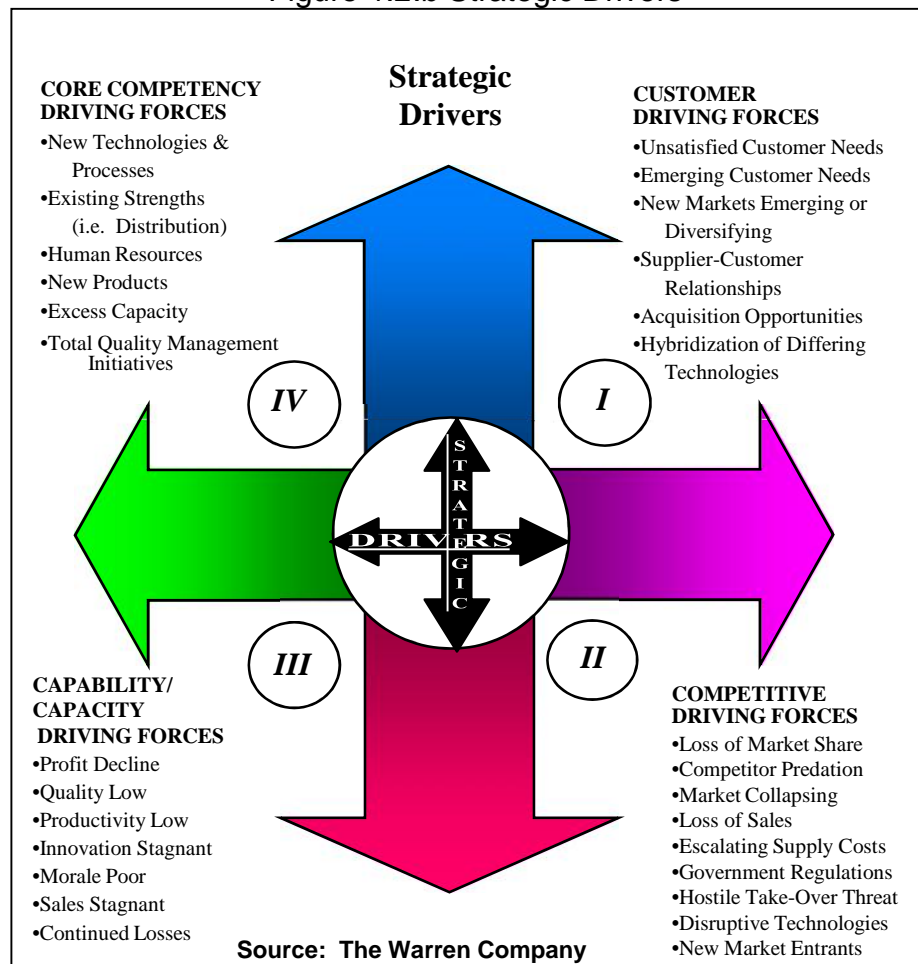 Figure Strategic Drivers
Strategic
Drivers
CORE COMPETENCY
DRIVING FORCES
•New Technologies &
Processes
•Existing Strengths
(i.e. Distribution)
•Human Resources
•New Products
•Excess Capacity
•Total Quality Management
Initiatives
CUSTOMER
DRIVING FORCES
•Unsatisfied Customer Needs
•Emerging Customer Needs
•New Markets Emerging or
Diversifying
•Supplier-Customer
Relationships
•Acquisition Opportunities
•Hybridization of Differing
Technologies
IV
I
STRATEGIC
DRIVERS
III
II
CAPABILITY/
CAPACITY
DRIVING FORCES
•Profit Decline
•Quality Low
•Productivity Low
•Innovation Stagnant
•Morale Poor
•Sales Stagnant
•Continued Losses
COMPETITIVE
DRIVING FORCES
•Loss of Market Share
•Competitor Predation
•Market Collapsing
•Loss of Sales
•Escalating Supply Costs
•Government Regulations
•Hostile Take-Over Threat
•Disruptive Technologies
•New Market Entrants
Source: The Warren Company